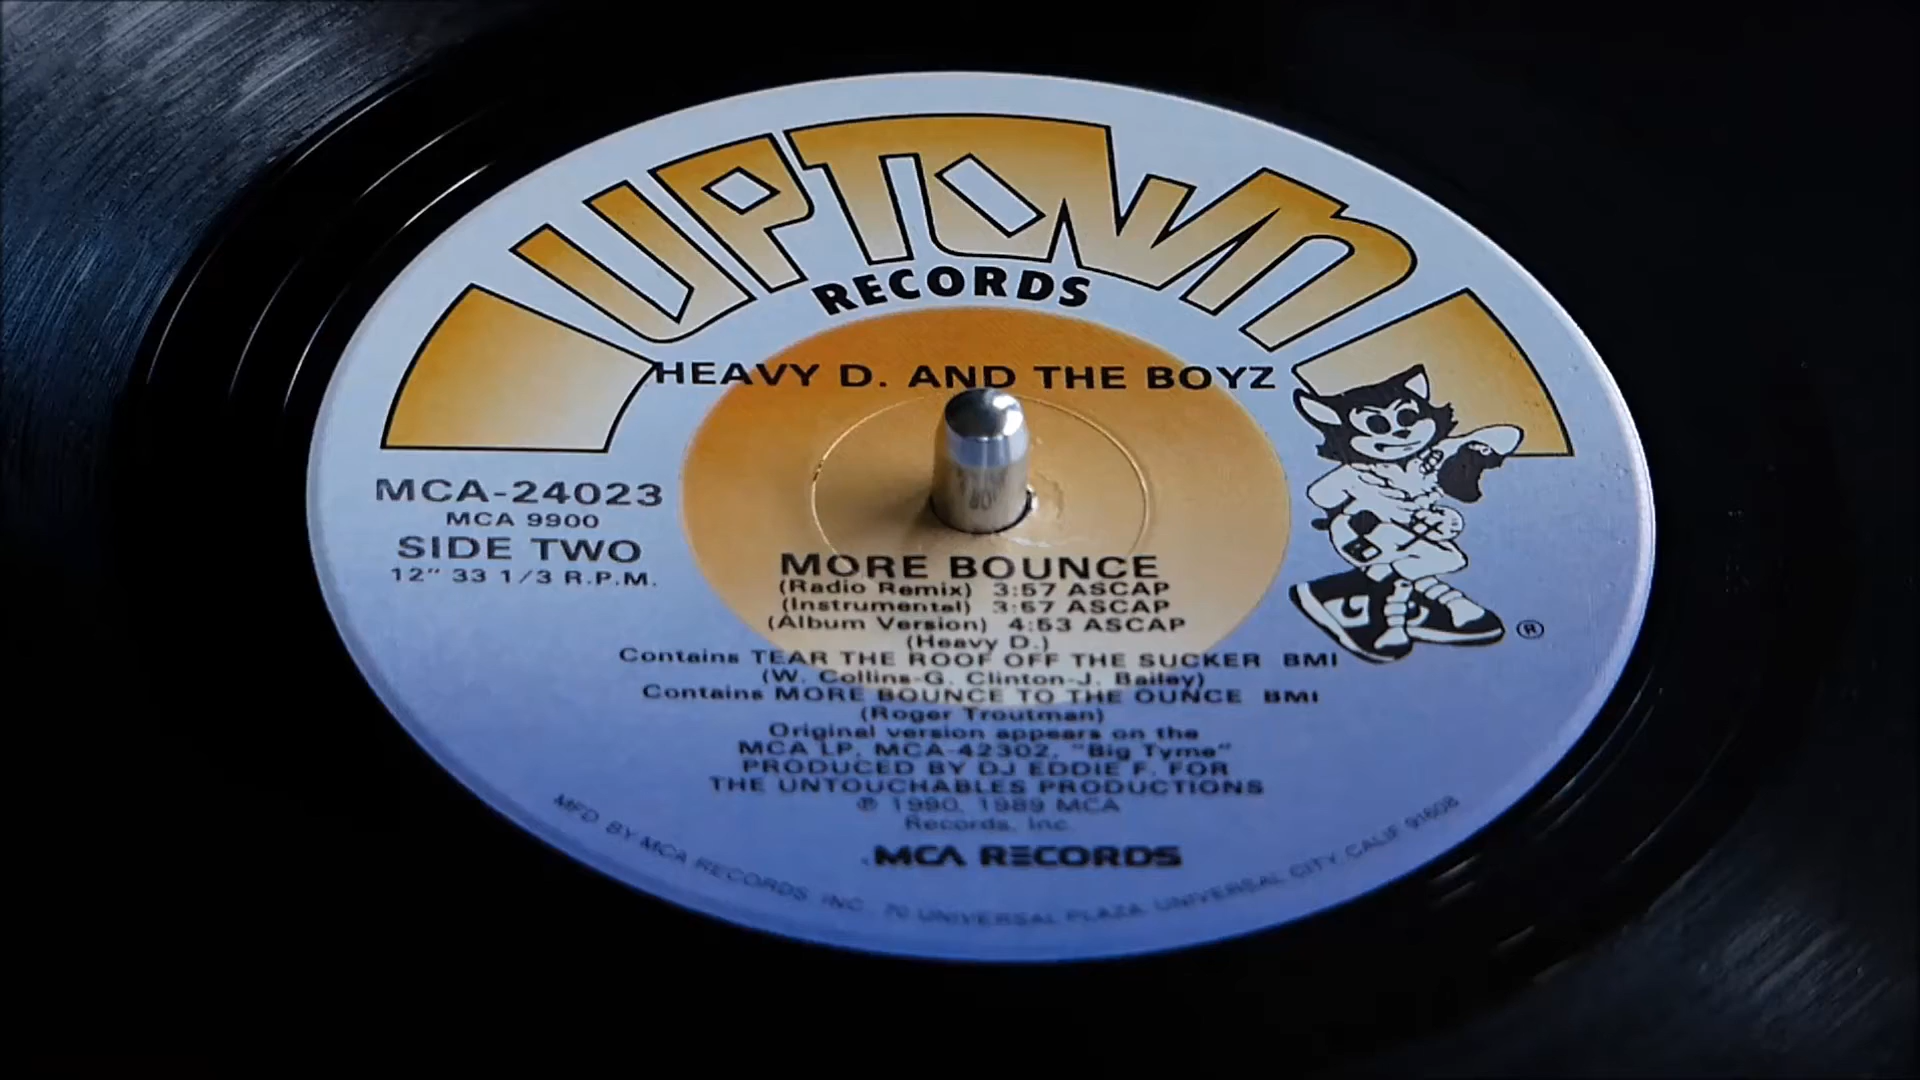 UPTOWN
RECORDS
HEAVY D. AND THE BOYZ
MCA-24023
MCA 9900
SIDE TWO
12" 33 1/3 R.P.M.
MORE BOUNCE
(Radio Remix) 3:57 ASCAP
(Instrumental) 3:57 ASCAP
(Album Version) 4:53 ASCAP
(Heavy D.)
Contains TEAR THE ROOF OFF THE SUCKER BMI
(W. Collins-G. Clinton-J. Bailey)
Contains MORE BOUNCE TO THE OUNCE BMI
(Roger Troutman)
Original version appears on the
MCA LP, MCA-42302, "Big Tyme"
PRODUCED BY DJ EDDIE F. FOR
THE UNTOUCHABLES PRODUCTIONS
℗ 1990, 1989 MCA
Records, Inc.
MCA RECORDS
MFD BY MCA RECORDS, INC. 70 UNIVERSAL PLAZA UNIVERSAL CITY, CALIF 91608
®